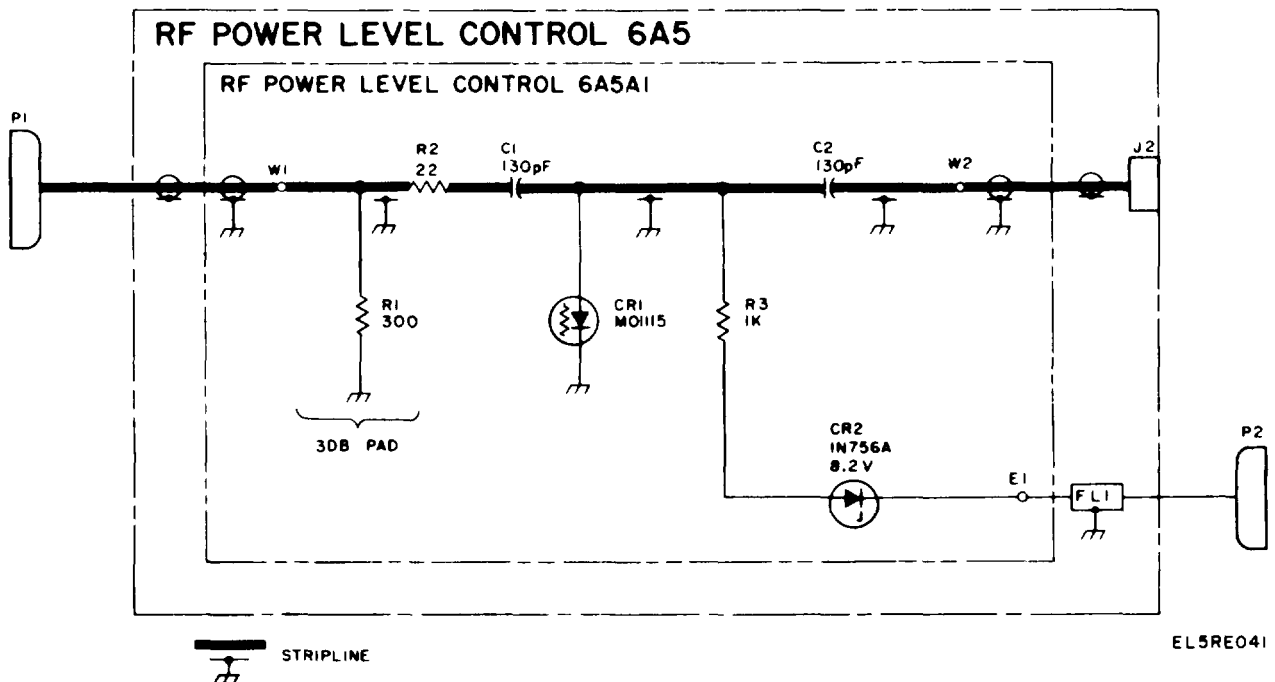 RF POWER LEVEL CONTROL 6A5
RF POWER LEVEL CONTROL 6A5A1
P1
W1
R2
22
C1
130pF
C2
130pF
W2
J2
R1
300
CR1
MO1115
R3
1K
3DB PAD
CR2
1N756A
8.2V
E1
FL1
P2
STRIPLINE
EL5RE041